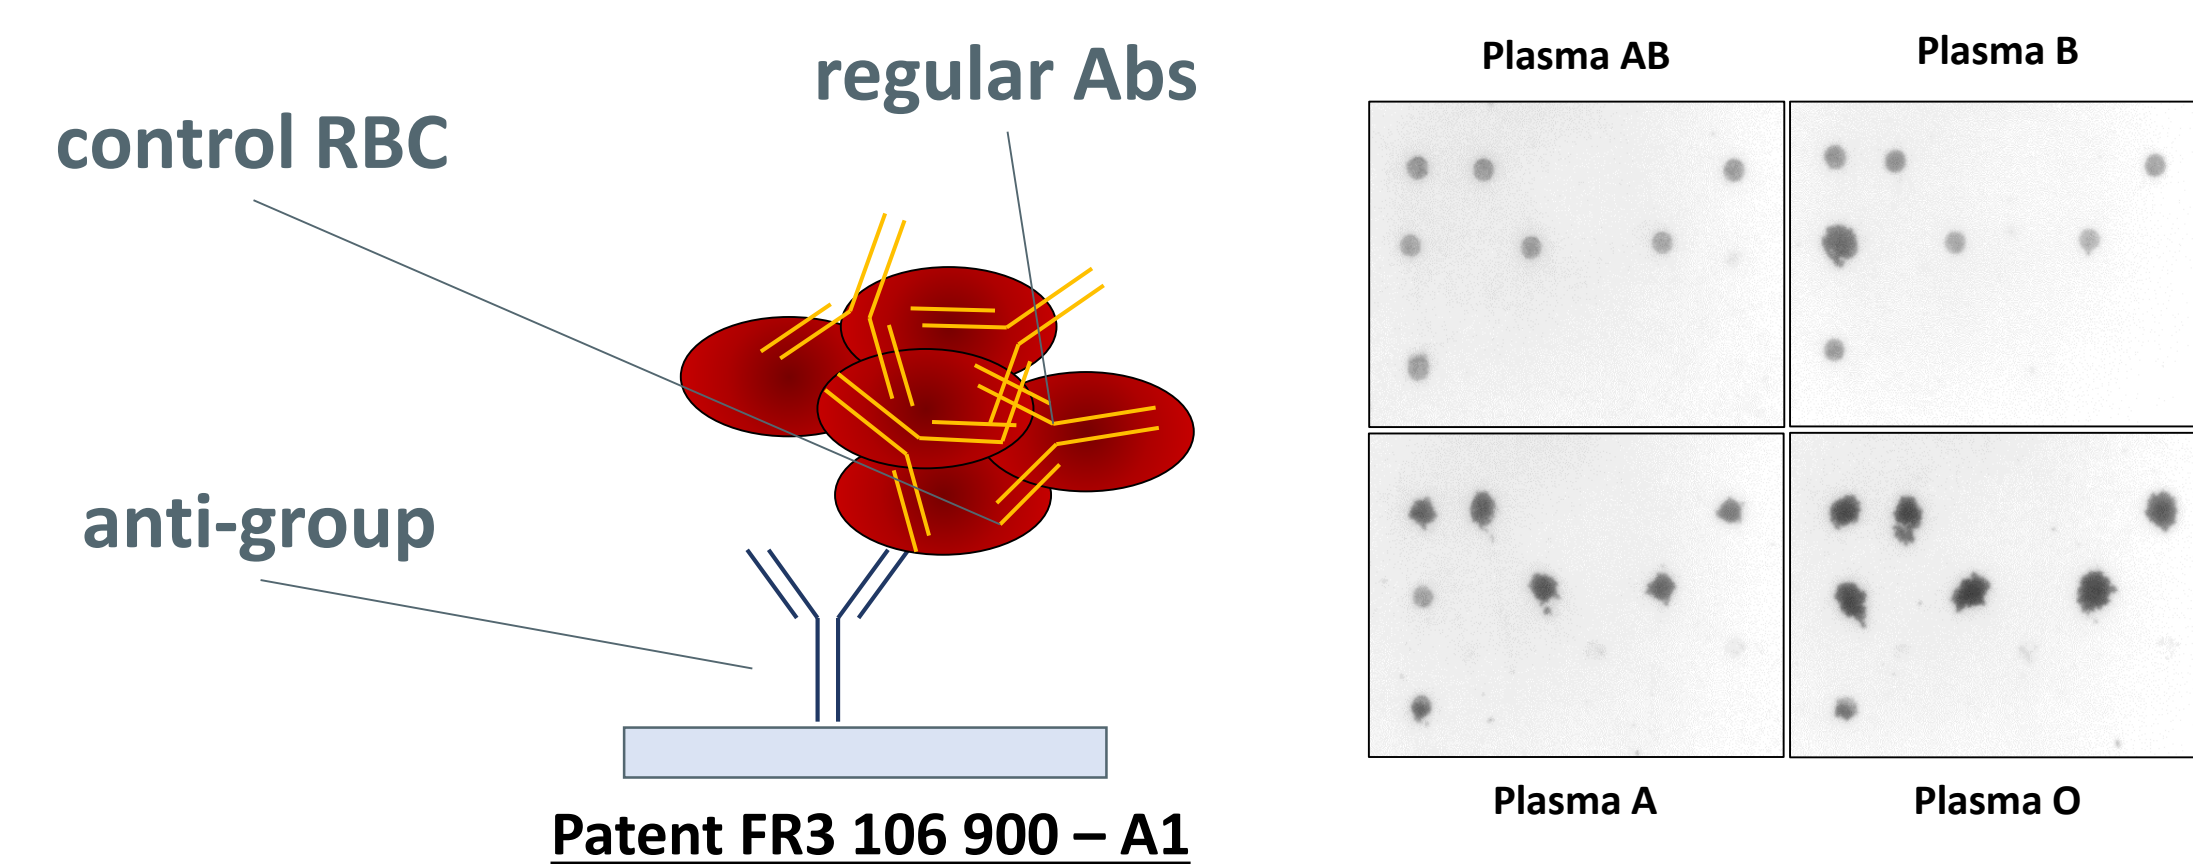 regular Abs
control RBC
anti-group
Patent FR3 106 900 – A1
Plasma AB
Plasma B
Plasma A
Plasma O